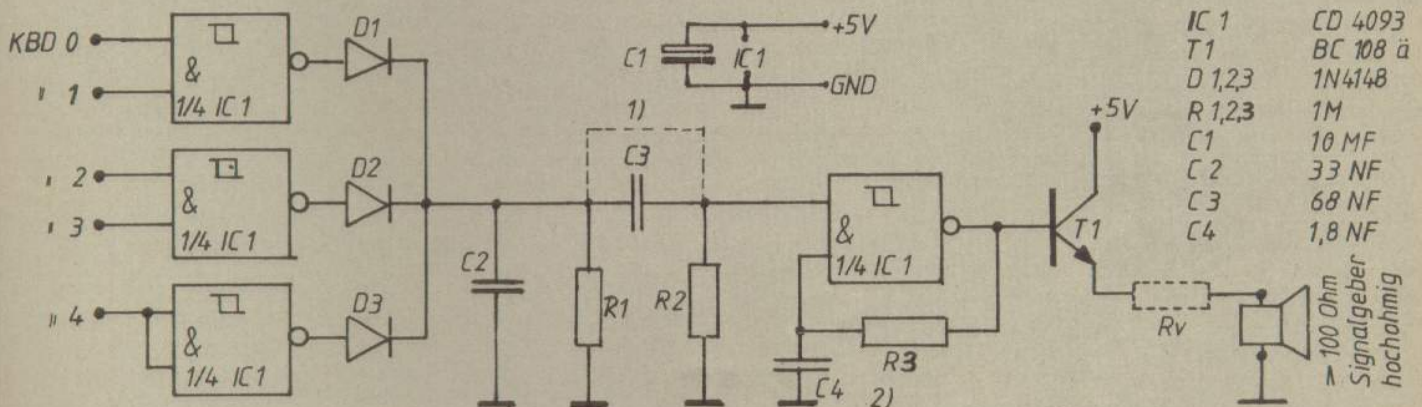 KBD 0
" 1
" 2
" 3
" 4
&
1/4 IC 1
&
1/4 IC 1
&
1/4 IC 1
D1
D2
D3
C1
IC 1
+5V
GND
1)
C3
C2
R1
R2
&
1/4 IC 1
R3
C4
2)
+5V
T1
Rv
> 100 Ohm
Signalgeber
hochohmig
IC 1 CD 4093
T1 BC 108 ä
D 1,2,3 1N4148
R 1,2,3 1M
C1 10 MF
C 2 33 NF
C 3 68 NF
C4 1,8 NF